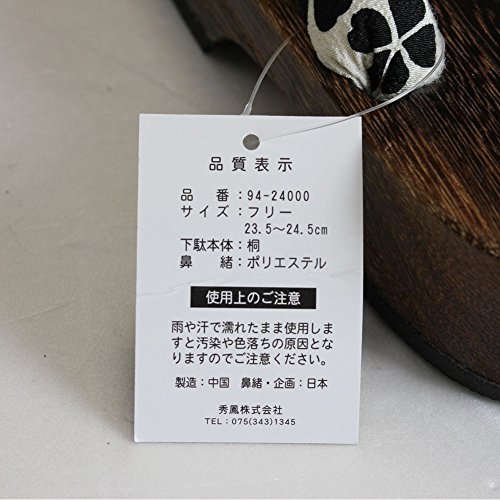 品質表示
品　番：94-24000
サイズ：フリー
23.5～24.5cm
下駄本体：桐
鼻　緒：ポリエステル
使用上のご注意
雨や汗で濡れたまま使用しま
すと汚染や色落ちの原因とな
りますのでご注意ください。
製造：中国　鼻緒・企画：日本
秀鳳株式会社
TEL：075(343)1345